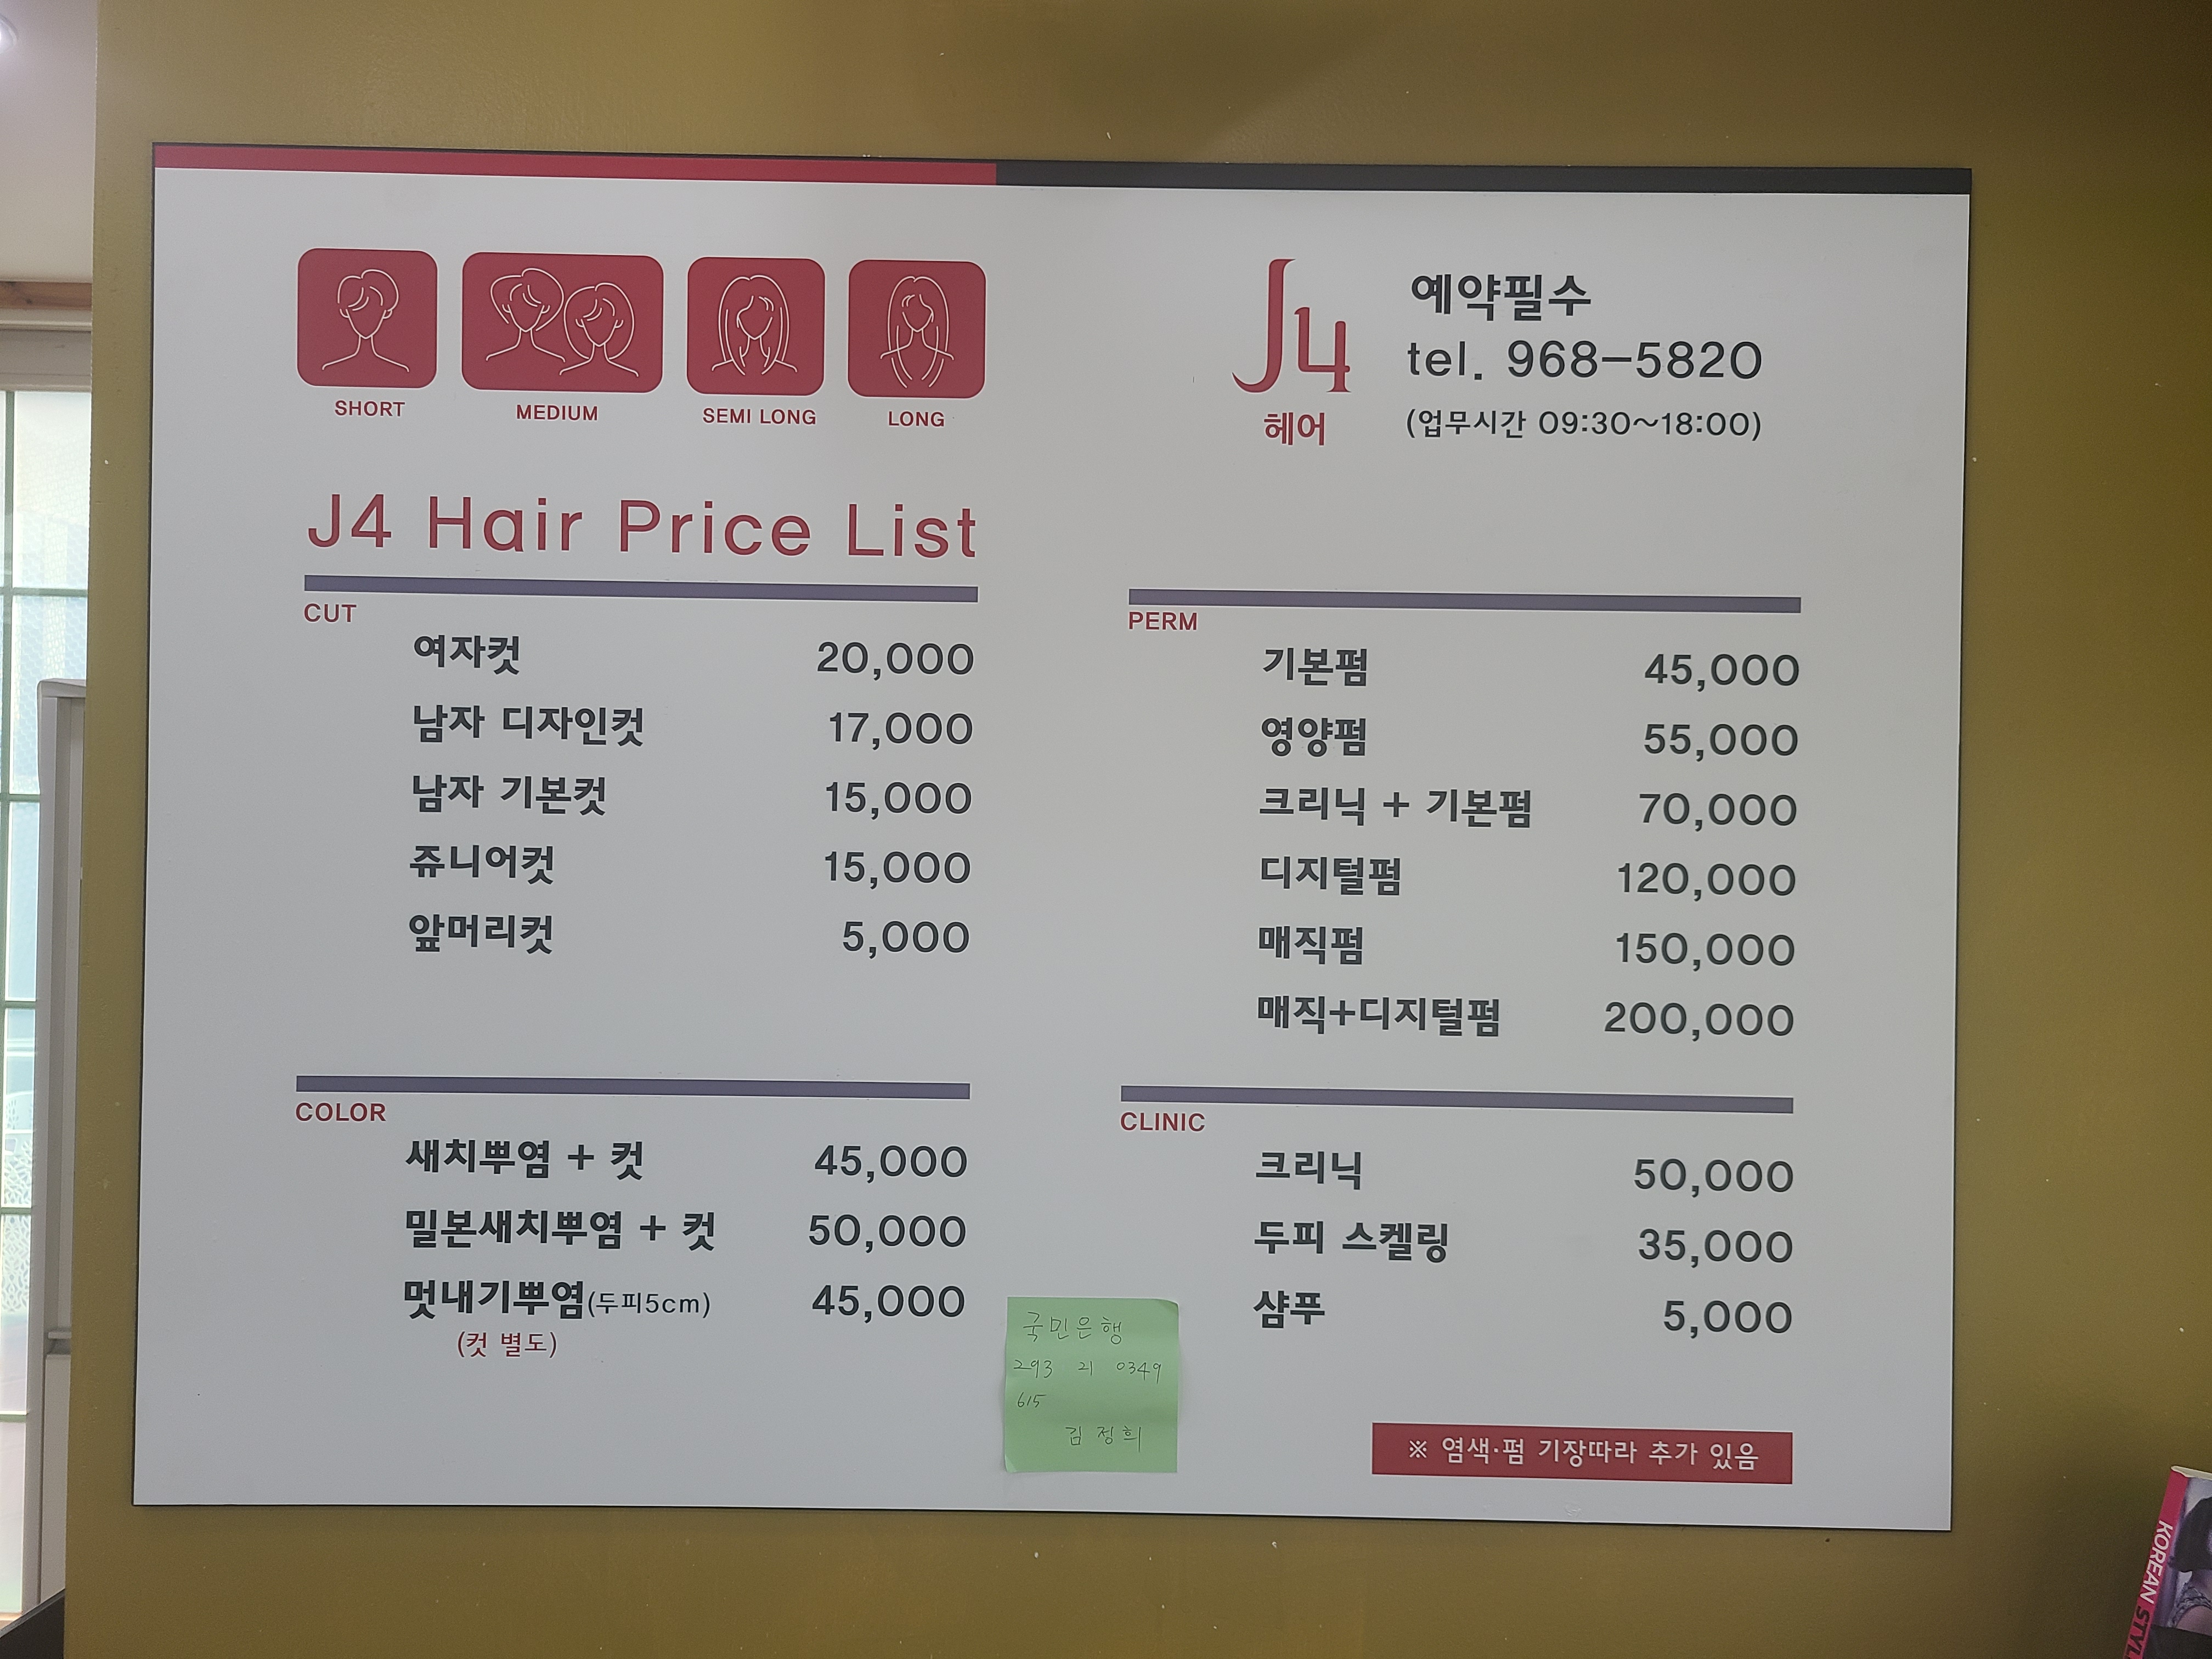 SHORT
MEDIUM
SEMI LONG
LONG
J4
헤어
예약필수
tel. 968-5820
(업무시간 09:30~18:00)
J4 Hair Price List
CUT
여자컷 20,000
남자 디자인컷 17,000
남자 기본컷 15,000
쥬니어컷 15,000
앞머리컷 5,000
PERM
기본펌 45,000
영양펌 55,000
크리닉 + 기본펌 70,000
디지털펌 120,000
매직펌 150,000
매직+디지털펌 200,000
COLOR
새치뿌염 + 컷 45,000
밀본새치뿌염 + 컷 50,000
멋내기뿌염(두피5cm) 45,000
(컷 별도)
CLINIC
크리닉 50,000
두피 스켈링 35,000
샴푸 5,000
국민은행
293 21 0349
615
김정희
※ 염색·펌 기장따라 추가 있음
KOREAN STYL